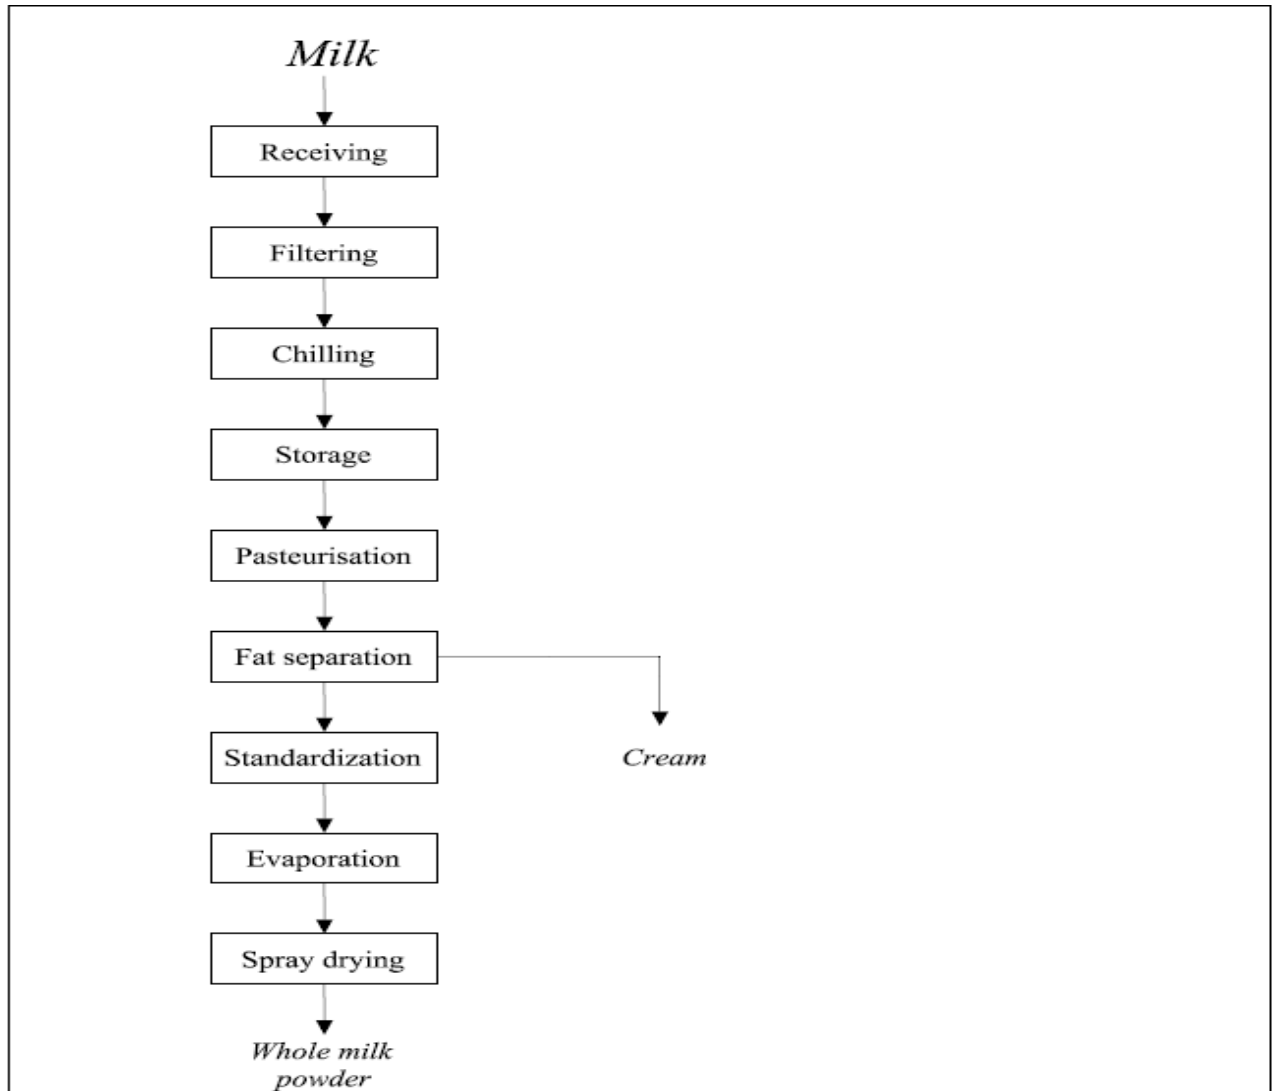 Milk
Receiving
Filtering
Chilling
Storage
Pasteurisation
Fat separation
Standardization
Cream
Evaporation
Spray drying
Whole milk
powder